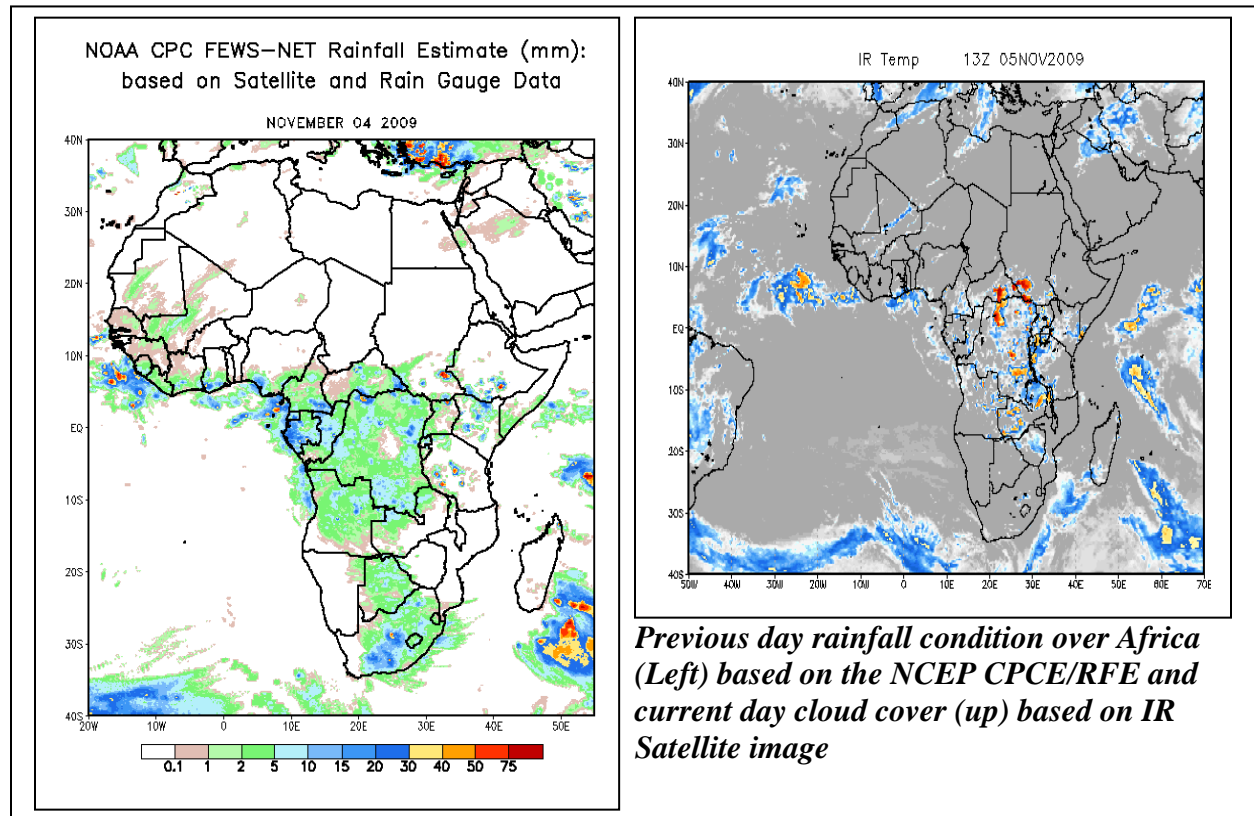 NOAA CPC FEWS-NET Rainfall Estimate (mm):
based on Satellite and Rain Gauge Data
NOVEMBER 04 2009
40N
30N
20N
10N
EQ
10S
20S
30S
40S
20W 10W 0 10E 20E 30E 40E 50E
0.1 1 2 5 10 15 20 30 40 50 75
IR Temp 13Z 05NOV2009
40N
30N
20N
10N
EQ
10S
20S
30S
40S
50W 40W 30W 20W 10W 0 10E 20E 30E 40E 50E 60E 70E
Previous day rainfall condition over Africa
(Left) based on the NCEP CPCE/RFE and
current day cloud cover (up) based on IR
Satellite image